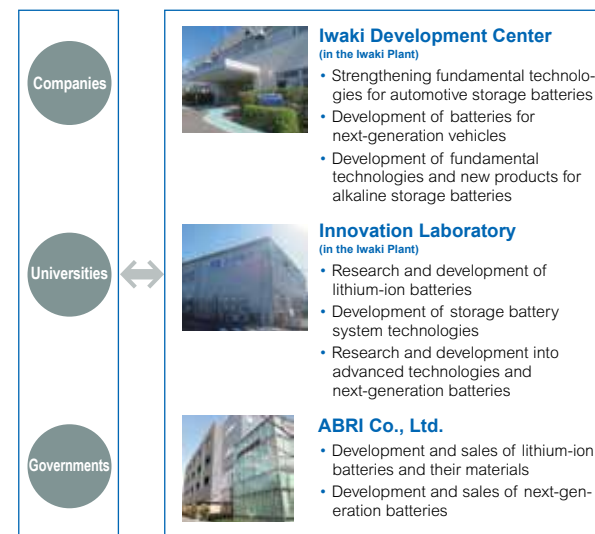 Companies
Universities
Governments
Iwaki Development Center
(in the Iwaki Plant)
• Strengthening fundamental technolo-
gies for automotive storage batteries
• Development of batteries for
next-generation vehicles
• Development of fundamental
technologies and new products for
alkaline storage batteries
Innovation Laboratory
(in the Iwaki Plant)
• Research and development of
lithium-ion batteries
• Development of storage battery
system technologies
• Research and development into
advanced technologies and
next-generation batteries
ABRI Co., Ltd.
• Development and sales of lithium-ion
batteries and their materials
• Development and sales of next-gen-
eration batteries